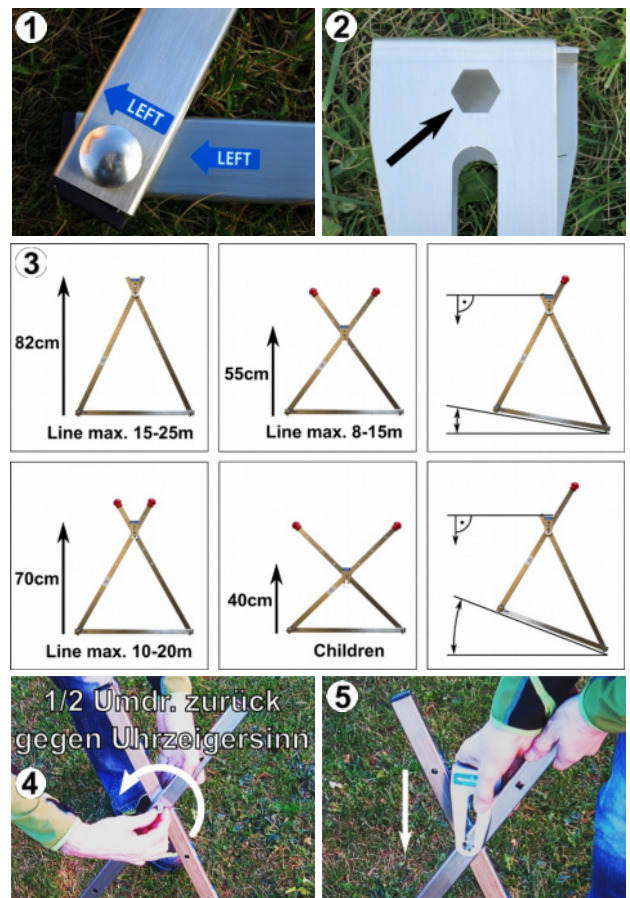 1
LEFT
LEFT
2
3
82cm
Line max. 15-25m
55cm
Line max. 8-15m
70cm
Line max. 10-20m
40cm
Children
1/2 Umdr. zurück
gegen Uhrzeigersinn
4
5